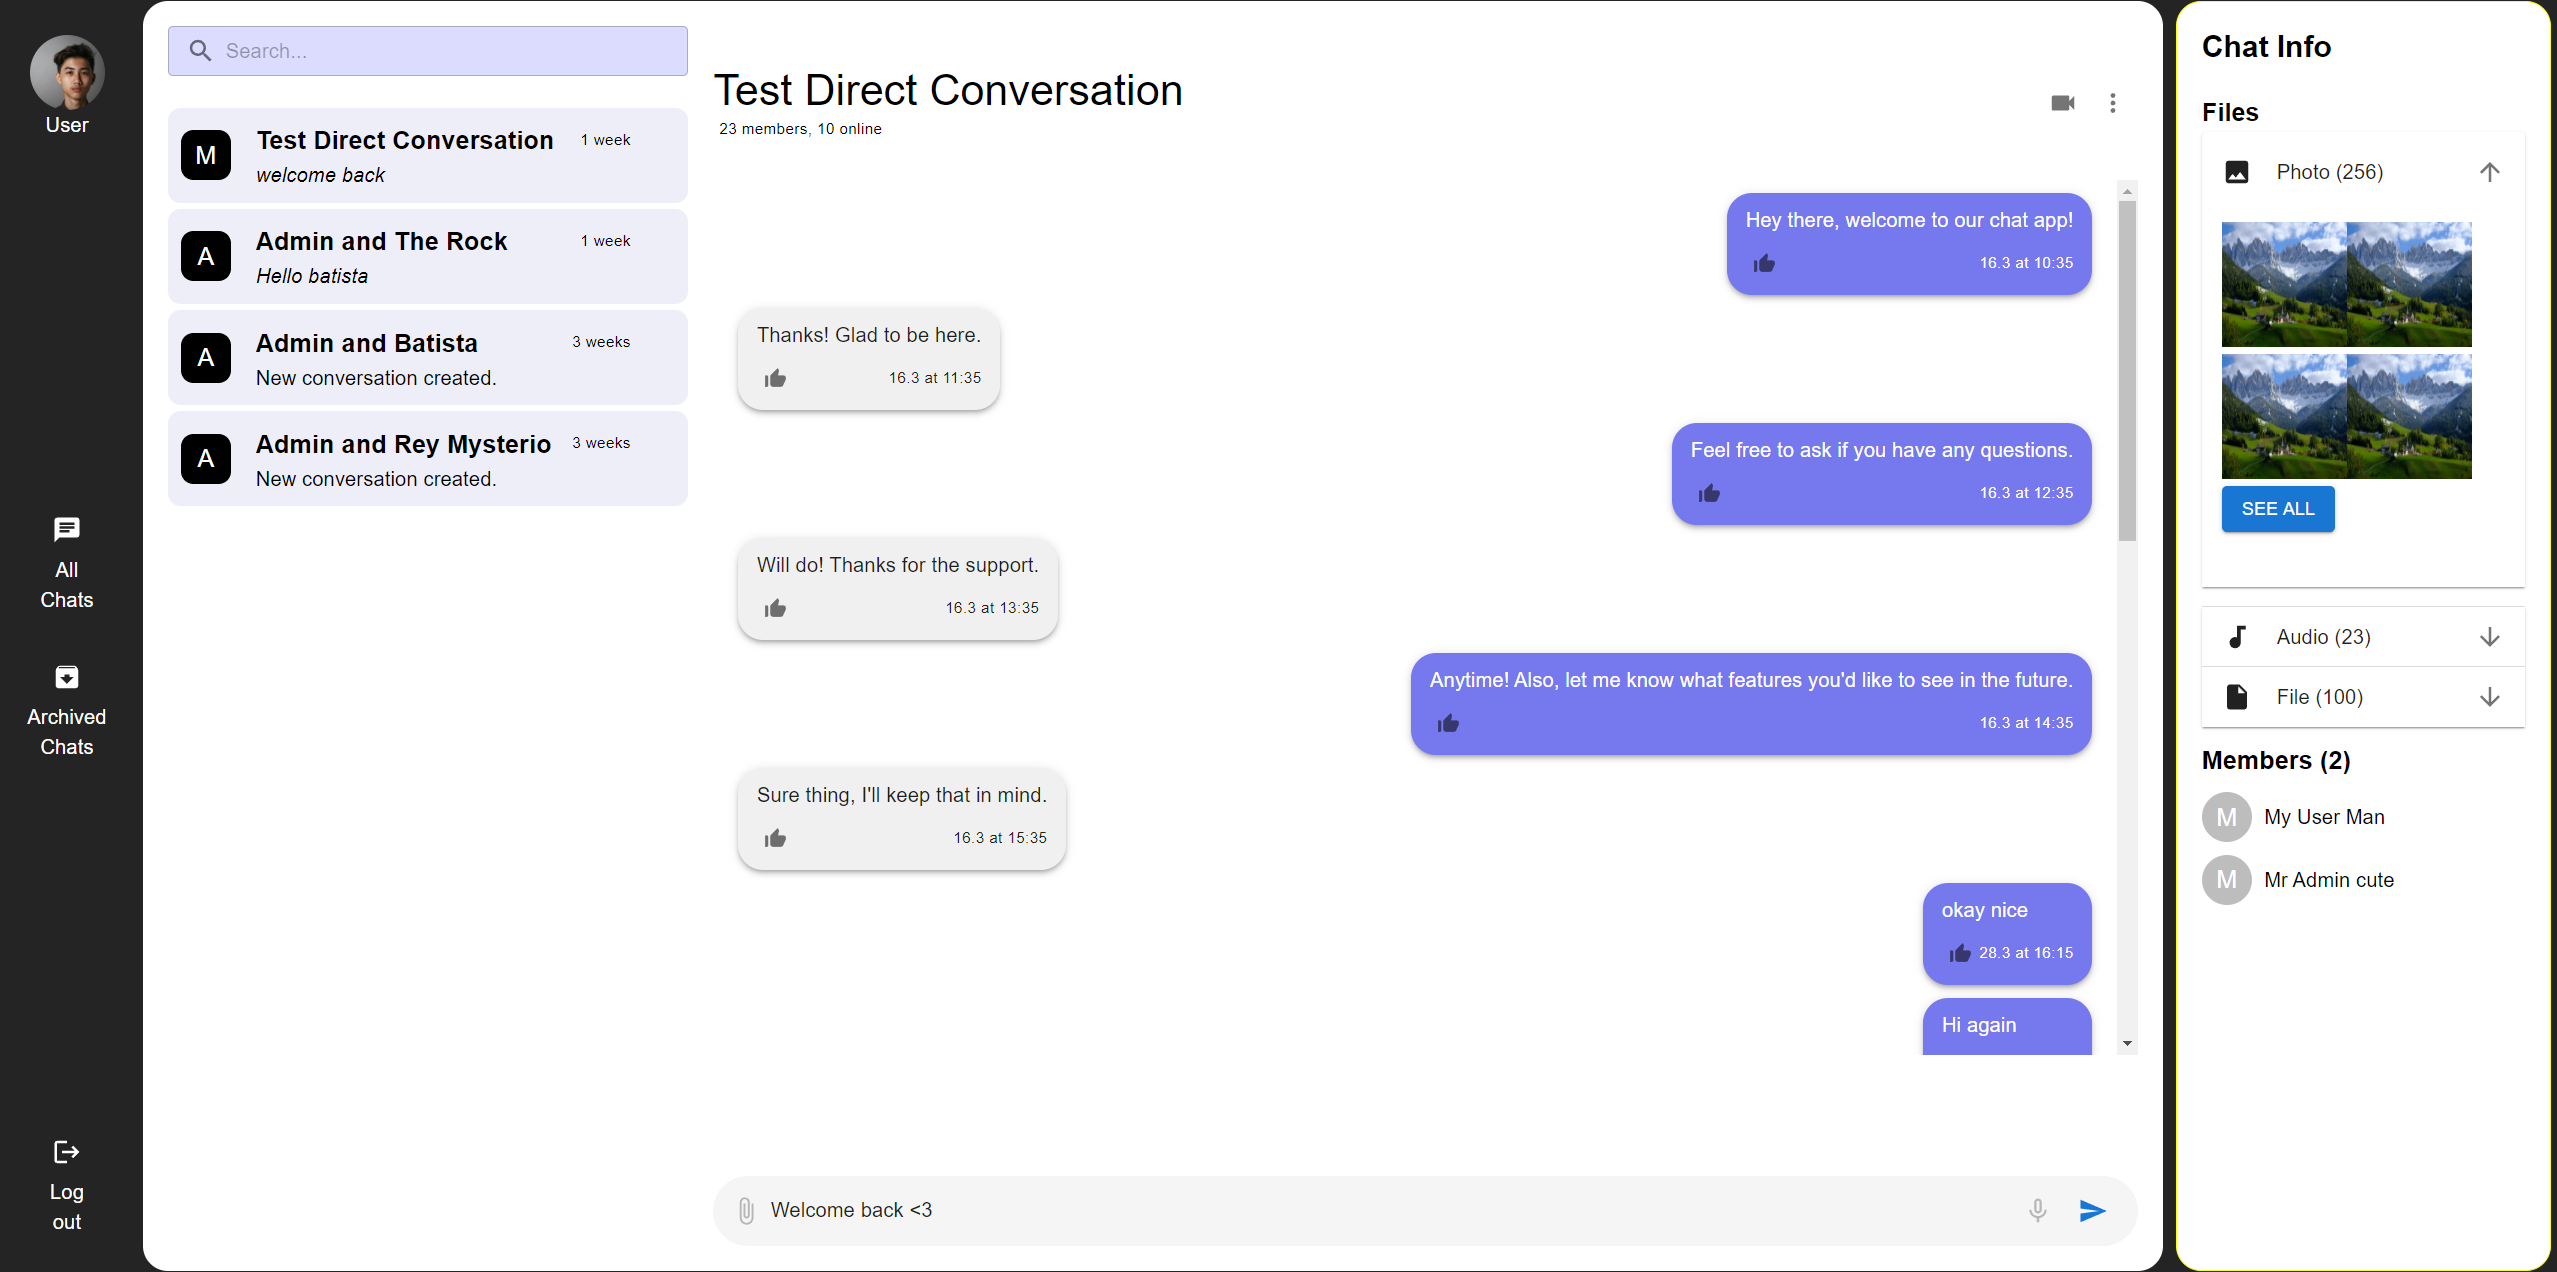 User
All
Chats
Archived
Chats
Log
out
Search...
M
Test Direct Conversation
1 week
welcome back
A
Admin and The Rock
1 week
Hello batista
A
Admin and Batista
3 weeks
New conversation created.
A
Admin and Rey Mysterio
3 weeks
New conversation created.
Test Direct Conversation
23 members, 10 online
Hey there, welcome to our chat app!
16.3 at 10:35
Thanks! Glad to be here.
16.3 at 11:35
Feel free to ask if you have any questions.
16.3 at 12:35
Will do! Thanks for the support.
16.3 at 13:35
Anytime! Also, let me know what features you'd like to see in the future.
16.3 at 14:35
Sure thing, I'll keep that in mind.
16.3 at 15:35
okay nice
28.3 at 16:15
Hi again
Welcome back <3
Chat Info
Files
Photo (256)
SEE ALL
Audio (23)
File (100)
Members (2)
M
My User Man
M
Mr Admin cute